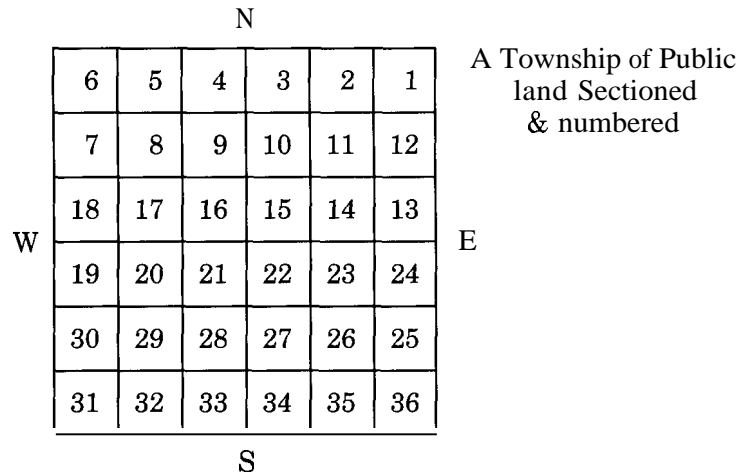 N
A Township of Public
land Sectioned
& numbered
6 5 4 3 2 1
7 8 9 10 11 12
18 17 16 15 14 13
W
E
19 20 21 22 23 24
30 29 28 27 26 25
31 32 33 34 35 36
S